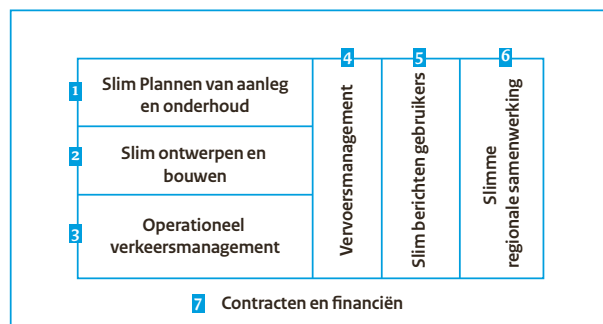 1 Slim Plannen van aanleg
en onderhoud
2 Slim ontwerpen en
bouwen
3 Operationeel
verkeersmanagement
4 Vervoersmanagement
5 Slim berichten gebruikers
6 Slimme
regionale samenwerking
7 Contracten en financiën